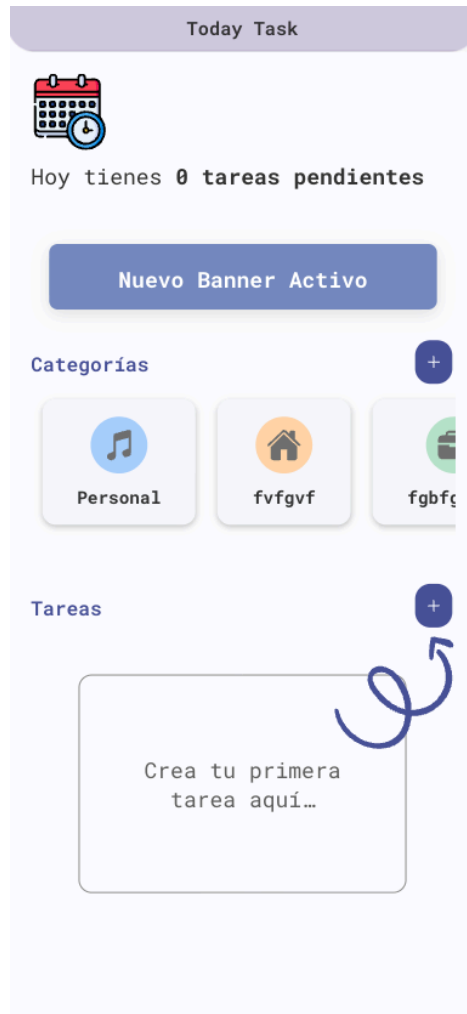 Today Task
Hoy tienes 0 tareas pendientes
Nuevo Banner Activo
Categorías
+
Personal
fvfgvf
Tareas
+
Crea tu primera
tarea aquí…